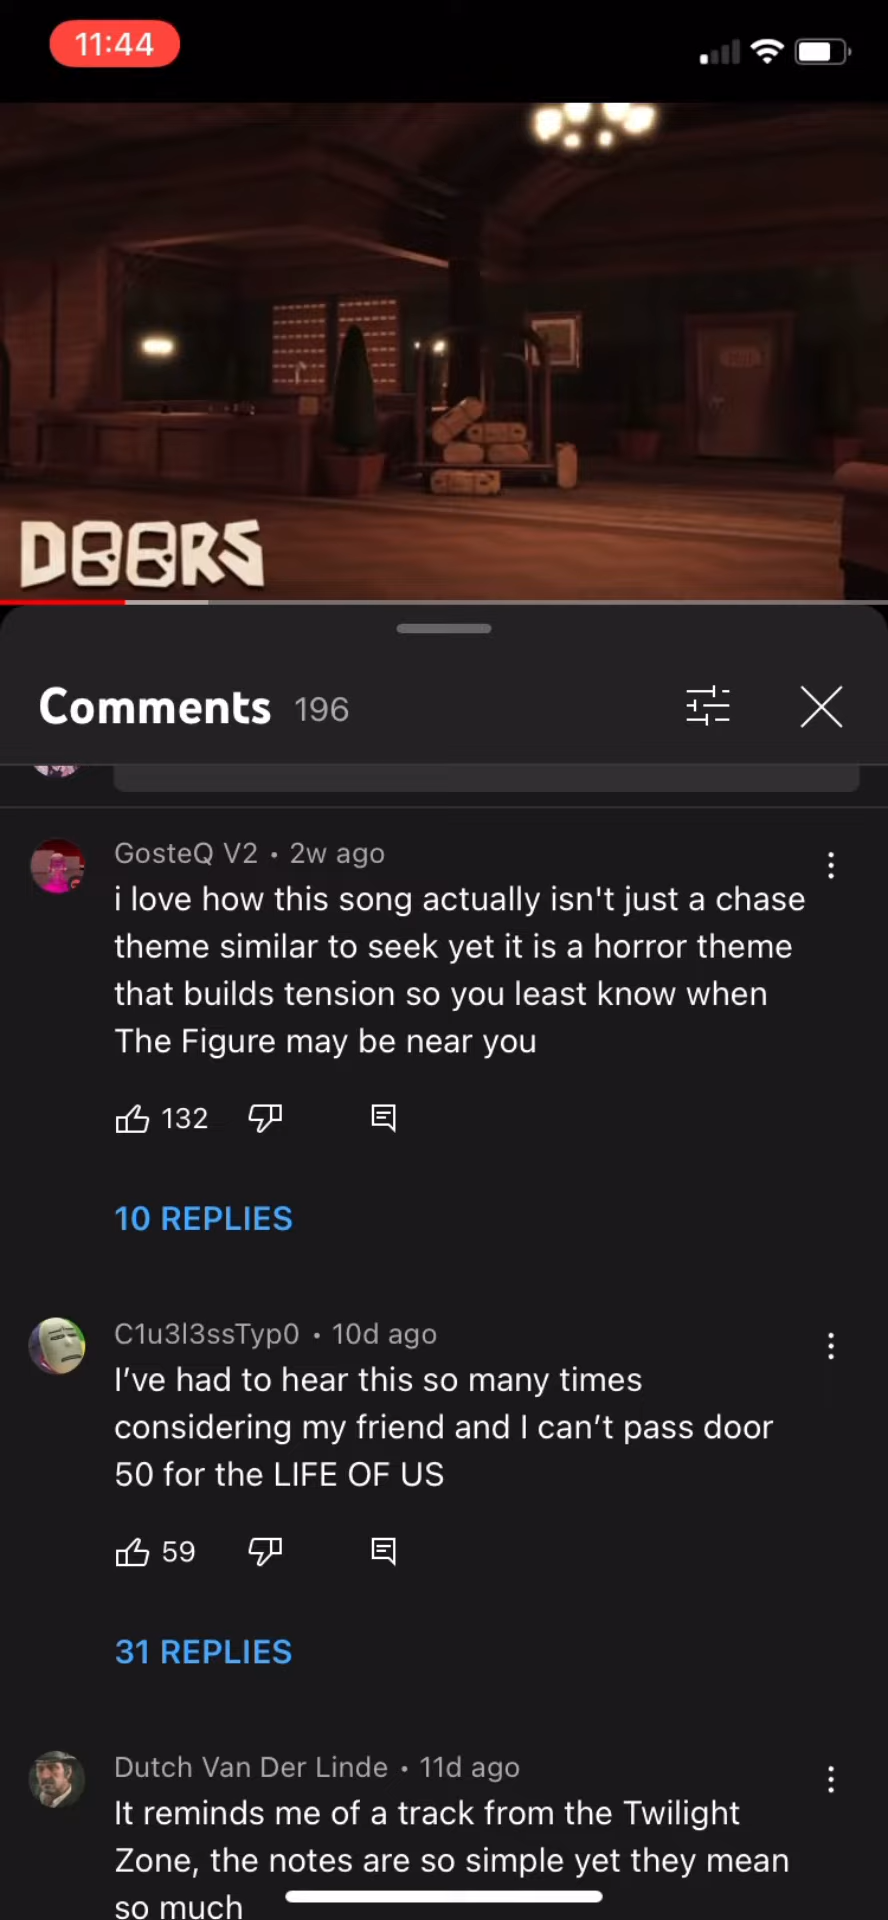 11:44
DOORS
Comments 196
GosteQ V2 • 2w ago
i love how this song actually isn't just a chase
theme similar to seek yet it is a horror theme
that builds tension so you least know when
The Figure may be near you
132
10 REPLIES
C1u3l3ssTyp0 • 10d ago
I’ve had to hear this so many times
considering my friend and I can’t pass door
50 for the LIFE OF US
59
31 REPLIES
Dutch Van Der Linde • 11d ago
It reminds me of a track from the Twilight
Zone, the notes are so simple yet they mean
so much